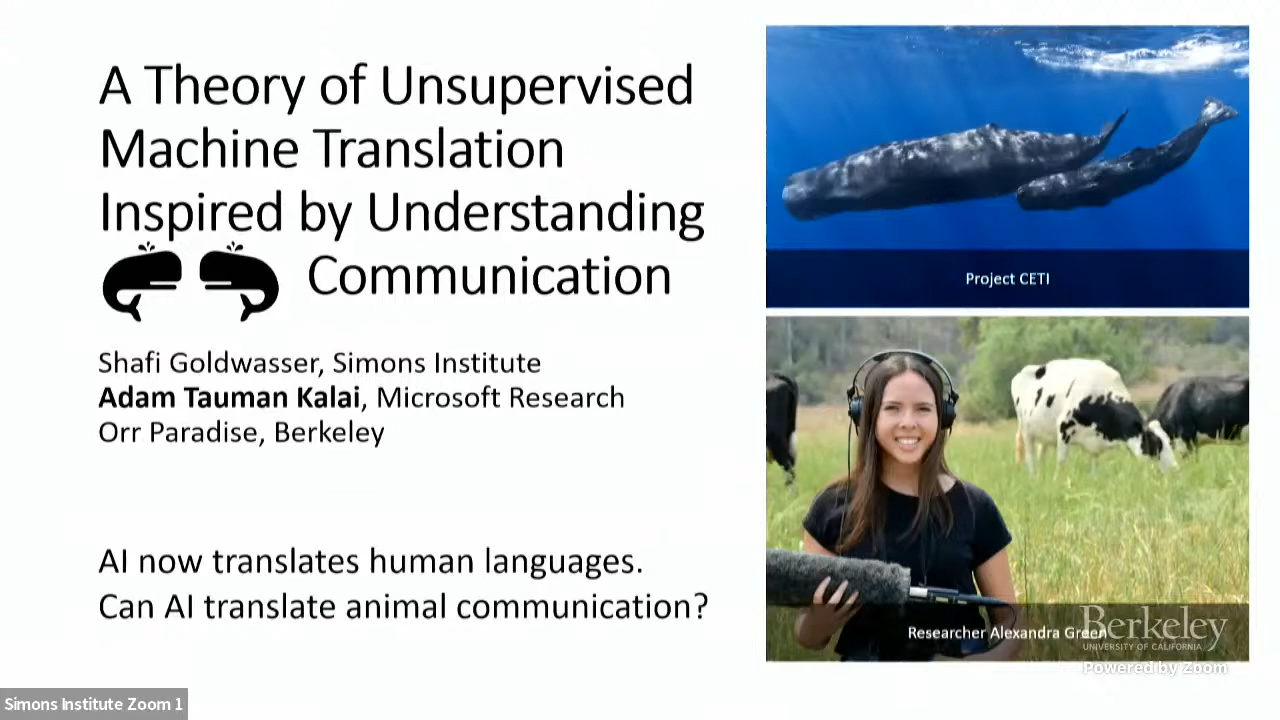 A Theory of Unsupervised
Machine Translation
Inspired by Understanding
Communication
Shafi Goldwasser, Simons Institute
Adam Tauman Kalai, Microsoft Research
Orr Paradise, Berkeley
AI now translates human languages.
Can AI translate animal communication?
Project CETI
Researcher Alexandra Green
Berkeley
UNIVERSITY OF CALIFORNIA
Powered by Zoom
Simons Institute Zoom 1